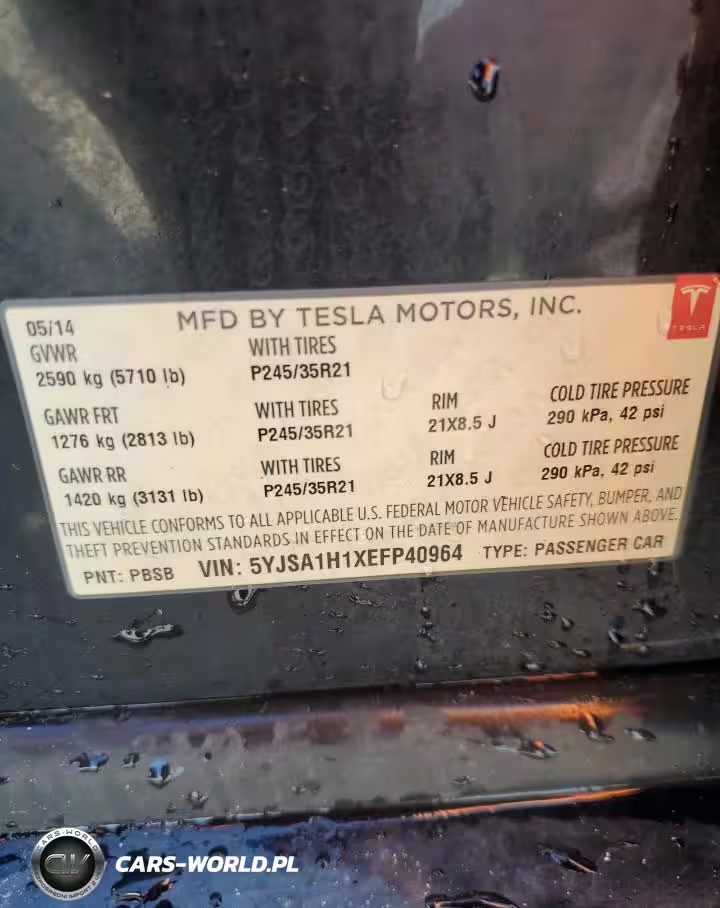 05/14 MFD BY TESLA MOTORS, INC.
TESLA
GVWR WITH TIRES
2590 kg (5710 lb) P245/35R21
GAWR FRT WITH TIRES RIM COLD TIRE PRESSURE
1276 kg (2813 lb) P245/35R21 21X8.5 J 290 kPa, 42 psi
GAWR RR WITH TIRES RIM COLD TIRE PRESSURE
1420 kg (3131 lb) P245/35R21 21X8.5 J 290 kPa, 42 psi
THIS VEHICLE CONFORMS TO ALL APPLICABLE U.S. FEDERAL MOTOR VEHICLE SAFETY, BUMPER, AND
THEFT PREVENTION STANDARDS IN EFFECT ON THE DATE OF MANUFACTURE SHOWN ABOVE.
PNT: PBSB VIN: 5YJSA1H1XEFP40964 TYPE: PASSENGER CAR
CARS-WORLD
CARS-WORLD.PL